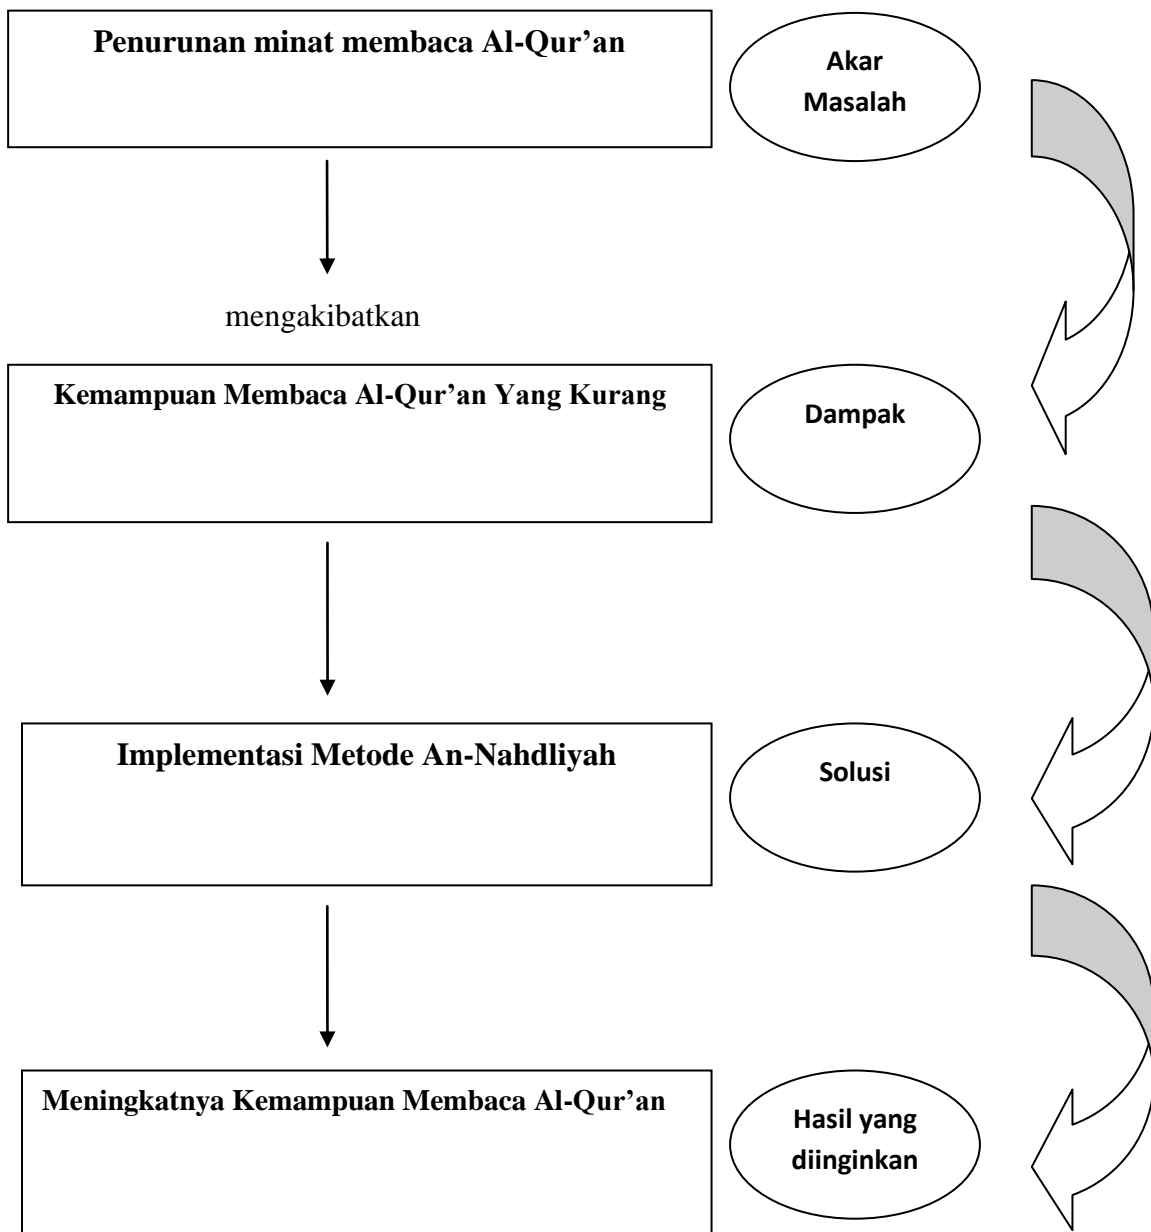 Penurunan minat membaca Al-Qur’an
Akar
Masalah
mengakibatkan
Kemampuan Membaca Al-Qur’an Yang Kurang
Dampak
Implementasi Metode An-Nahdliyah
Solusi
Meningkatnya Kemampuan Membaca Al-Qur’an
Hasil yang
diinginkan